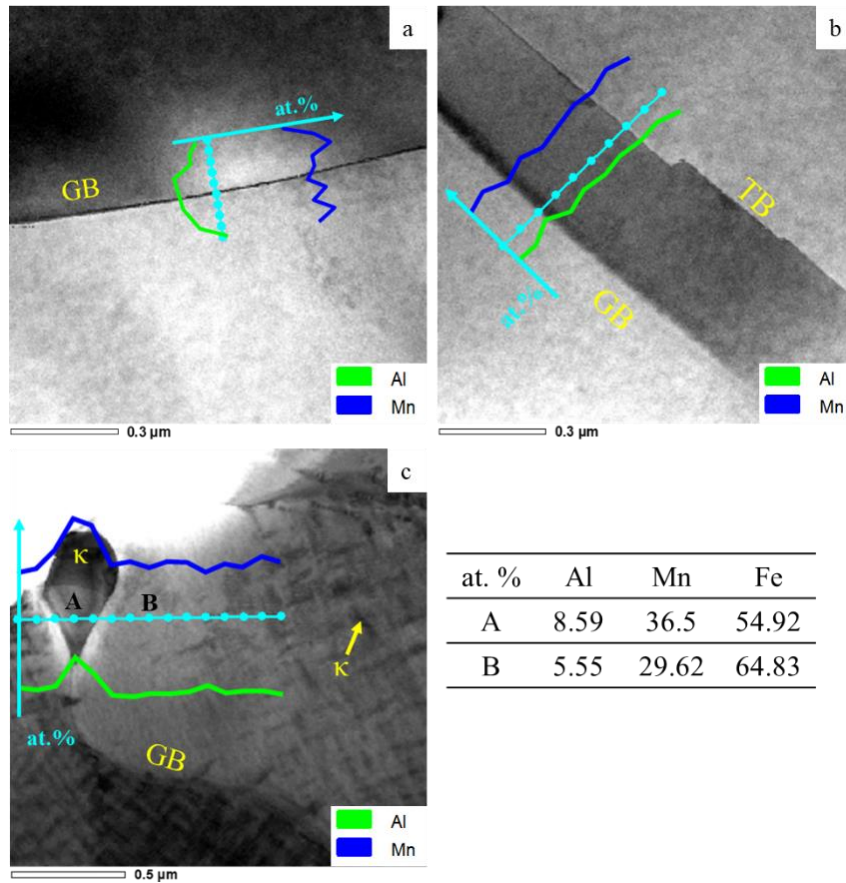 a
at.%
GB
Al
Mn
0.3 µm
b
TB
at.%
GB
Al
Mn
0.3 µm
c
κ
A B
κ
at.%
GB
Al
Mn
0.5 µm
at. % Al Mn Fe
A 8.59 36.5 54.92
B 5.55 29.62 64.83